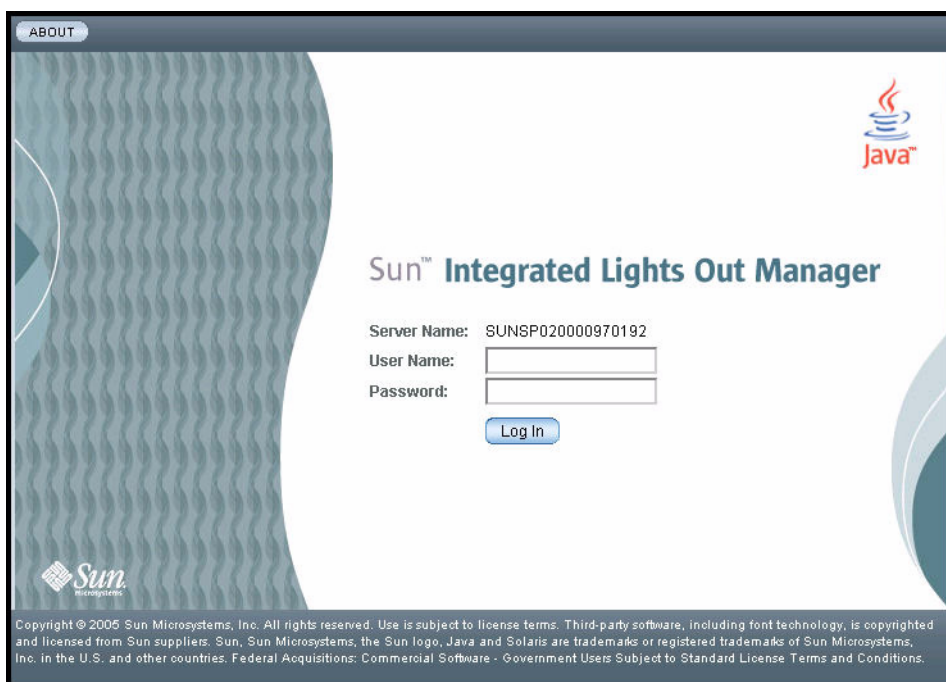 ABOUT
Java™
Sun™ Integrated Lights Out Manager
Server Name: SUNSP020000970192
User Name:
Password:
Log In
Sun.
microsystems
Copyright © 2005 Sun Microsystems, Inc. All rights reserved. Use is subject to license terms. Third-party software, including font technology, is copyrighted
and licensed from Sun suppliers. Sun, Sun Microsystems, the Sun logo, Java and Solaris are trademarks or registered trademarks of Sun Microsystems,
Inc. in the U.S. and other countries. Federal Acquisitions: Commercial Software - Government Users Subject to Standard License Terms and Conditions.